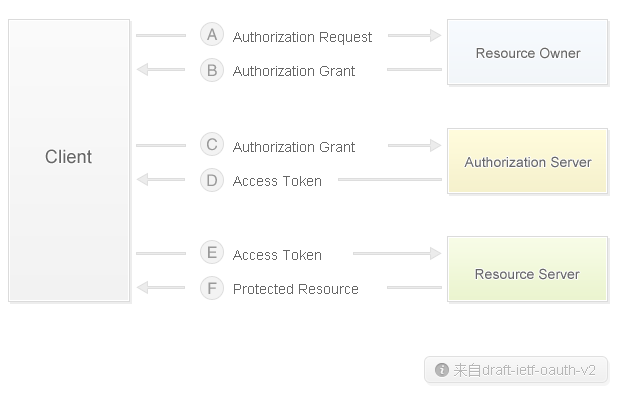 A Authorization Request
Resource Owner
B Authorization Grant
Client
C Authorization Grant
Authorization Server
D Access Token
E Access Token
Resource Server
F Protected Resource
i 来自draft-ietf-oauth-v2